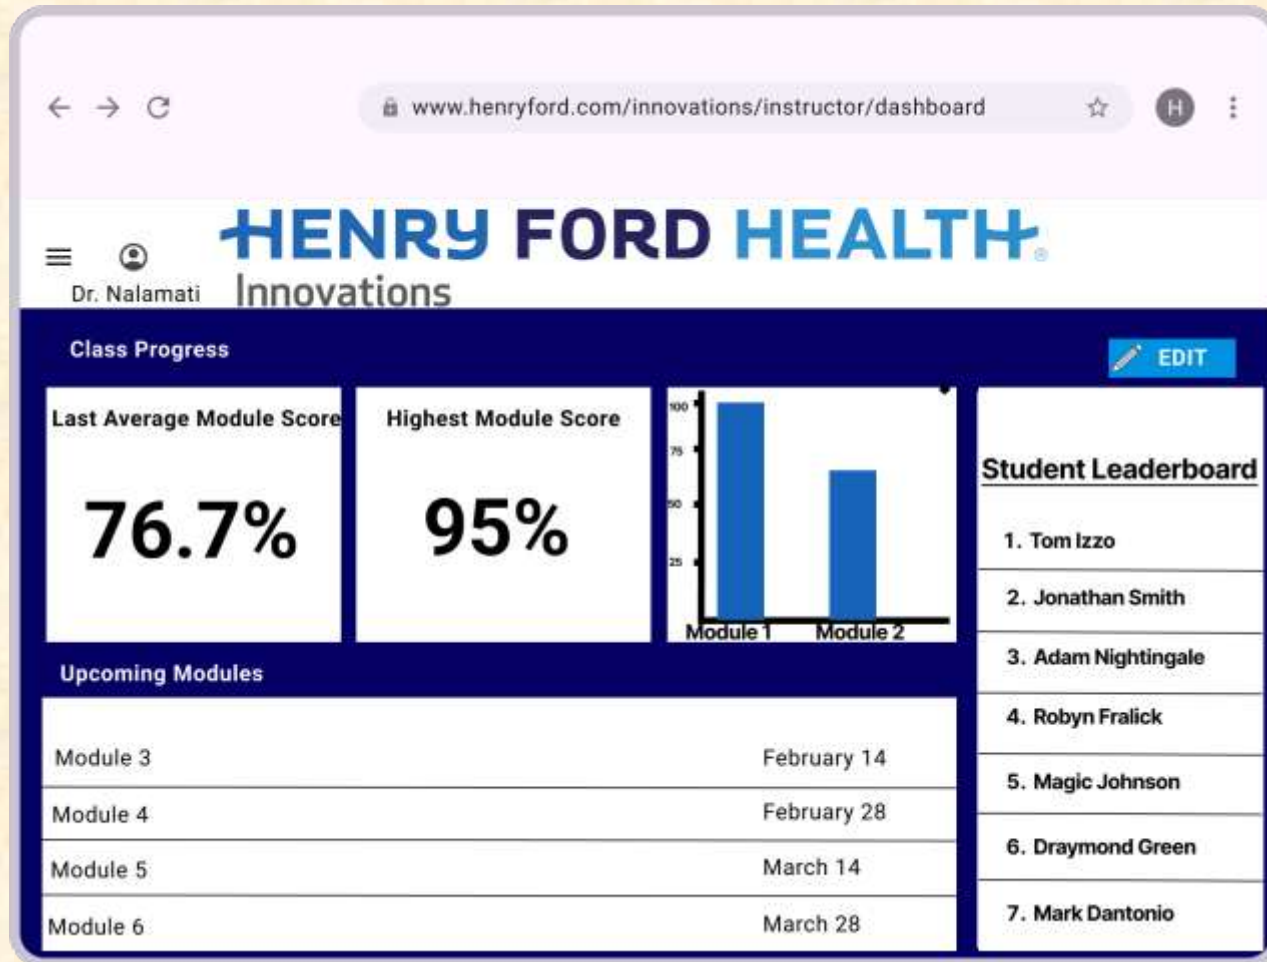 www.henryford.com/innovations/instructor/dashboard
H
HENRY FORD HEALTH®
Innovations
Dr. Nalamati
Class Progress
EDIT
Last Average Module Score
76.7%
Highest Module Score
95%
100
75
50
25
Module 1
Module 2
Student Leaderboard
1. Tom Izzo
2. Jonathan Smith
3. Adam Nightingale
4. Robyn Fralick
5. Magic Johnson
6. Draymond Green
7. Mark Dantonio
Upcoming Modules
Module 3 February 14
Module 4 February 28
Module 5 March 14
Module 6 March 28